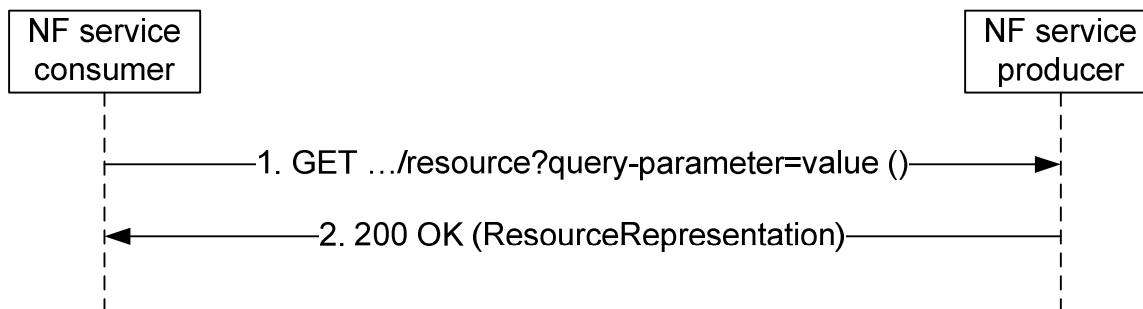 NF service
consumer
NF service
producer
1. GET …/resource?query-parameter=value ()
2. 200 OK (ResourceRepresentation)